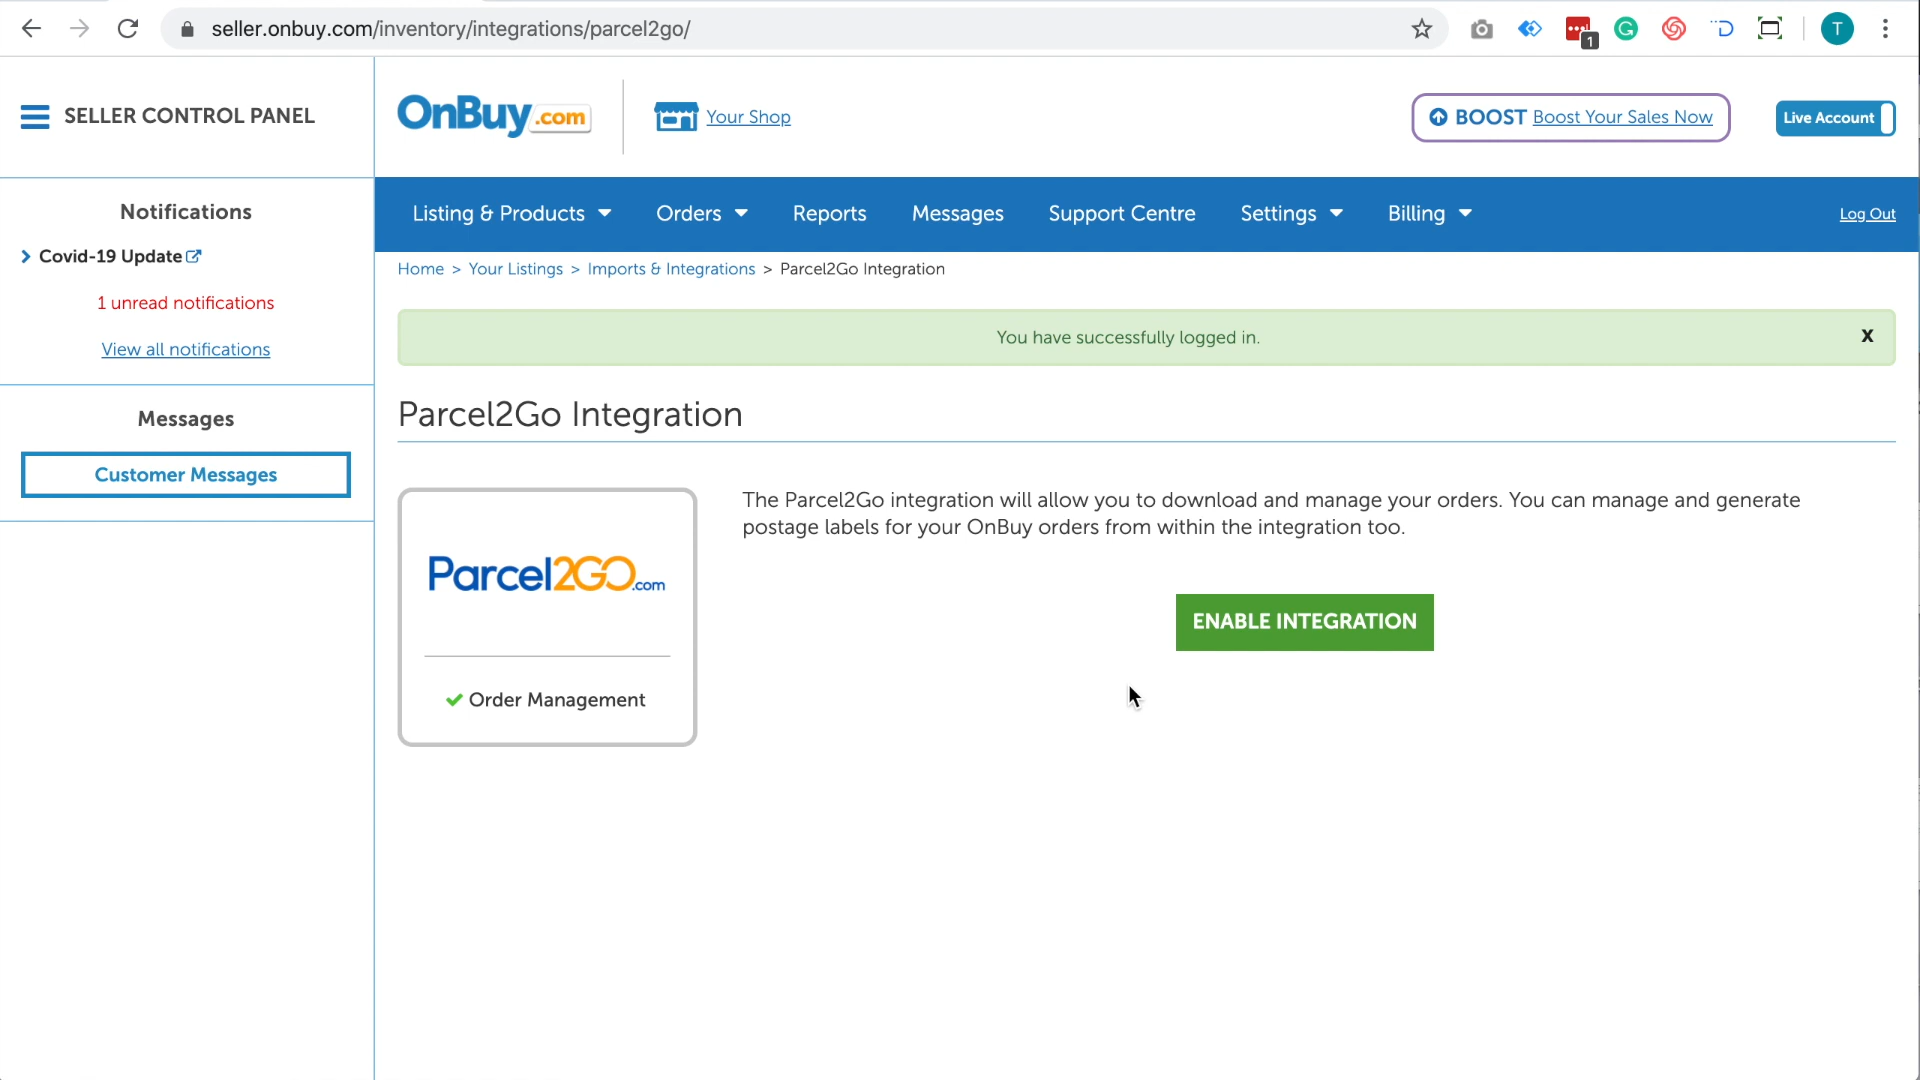 seller.onbuy.com/inventory/integrations/parcel2go/
1
G
D
T
SELLER CONTROL PANEL
OnBuy.com
Your Shop
BOOST Boost Your Sales Now
Live Account
Notifications
Covid-19 Update
1 unread notifications
View all notifications
Messages
Customer Messages
Listing & Products
Orders
Reports
Messages
Support Centre
Settings
Billing
Log Out
Home > Your Listings > Imports & Integrations > Parcel2Go Integration
You have successfully logged in.
X
Parcel2Go Integration
Parcel2GO.com
Order Management
The Parcel2Go integration will allow you to download and manage your orders. You can manage and generate
postage labels for your OnBuy orders from within the integration too.
ENABLE INTEGRATION